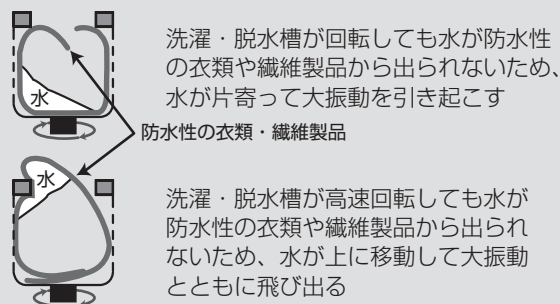 洗濯・脱水槽が回転しても水が防水性
の衣類や繊維製品から出られないため、
水が片寄って大振動を引き起こす
水
防水性の衣類・繊維製品
水
洗濯・脱水槽が高速回転しても水が
防水性の衣類や繊維製品から出られ
ないため、水が上に移動して大振動
とともに飛び出る